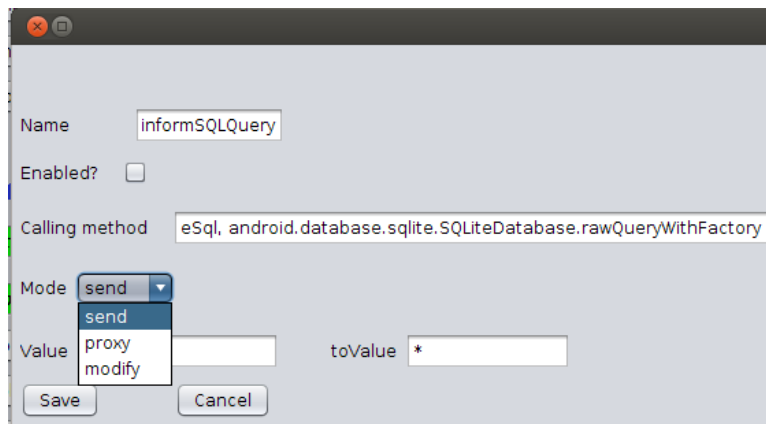 Name informSQLQuery
Enabled?
Calling method eSql, android.database.sqlite.SQLiteDatabase.rawQueryWithFactory
Mode send
send
proxy
modify
Value toValue *
Save Cancel